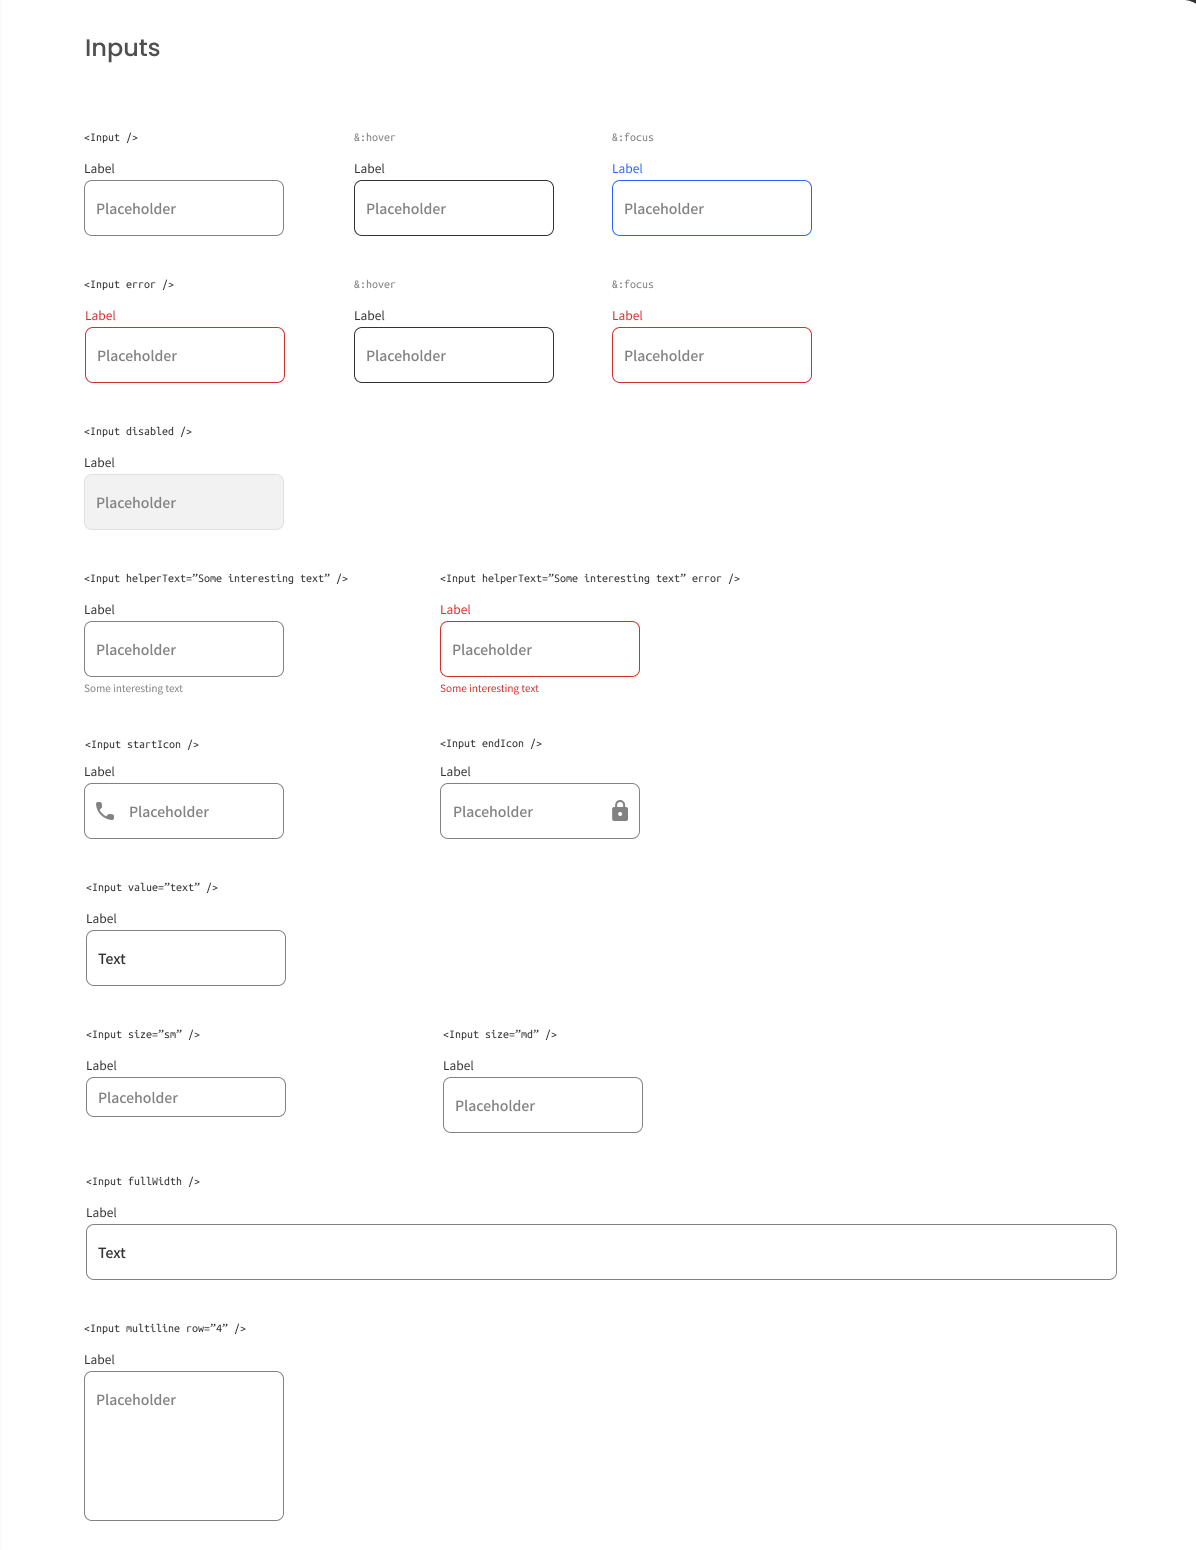 Inputs
<Input />
&:hover
&:focus
Label
Label
Label
Placeholder
Placeholder
Placeholder
<Input error />
&:hover
&:focus
Label
Label
Label
Placeholder
Placeholder
Placeholder
<Input disabled />
Label
Placeholder
<Input helperText=”Some interesting text” />
<Input helperText=”Some interesting text” error />
Label
Label
Placeholder
Placeholder
Some interesting text
Some interesting text
<Input startIcon />
<Input endIcon />
Label
Label
Placeholder
Placeholder
<Input value=”text” />
Label
Text
<Input size=”sm” />
<Input size=”md” />
Label
Label
Placeholder
Placeholder
<Input fullWidth />
Label
Text
<Input multiline row=”4” />
Label
Placeholder